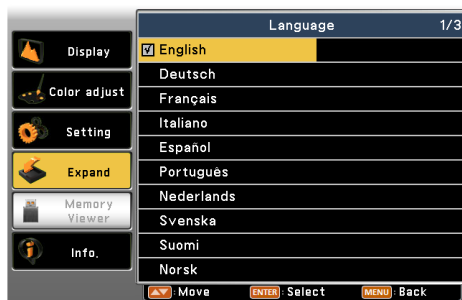 Language 1/3
Display
Color adjust
Setting
Expand
Memory
Viewer
Info.
English
Deutsch
Français
Italiano
Español
Português
Nederlands
Svenska
Suomi
Norsk
: Move ENTER : Select MENU : Back